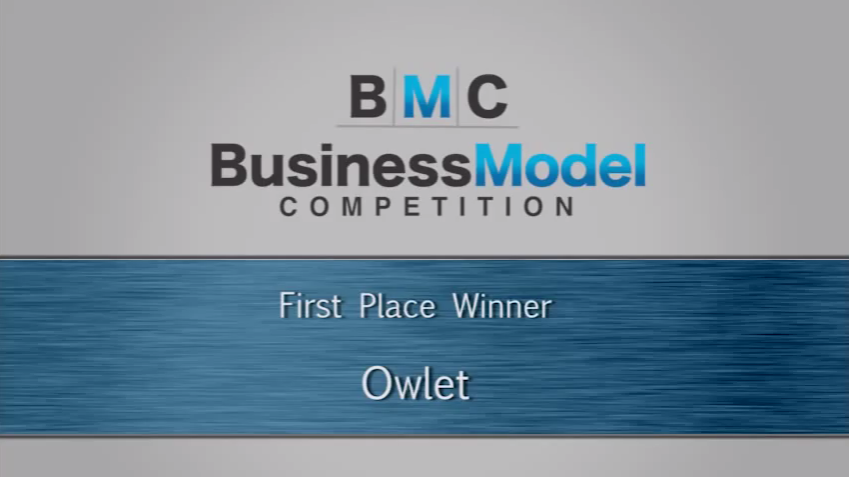 BMC
BusinessModel
COMPETITION
First Place Winner
Owlet